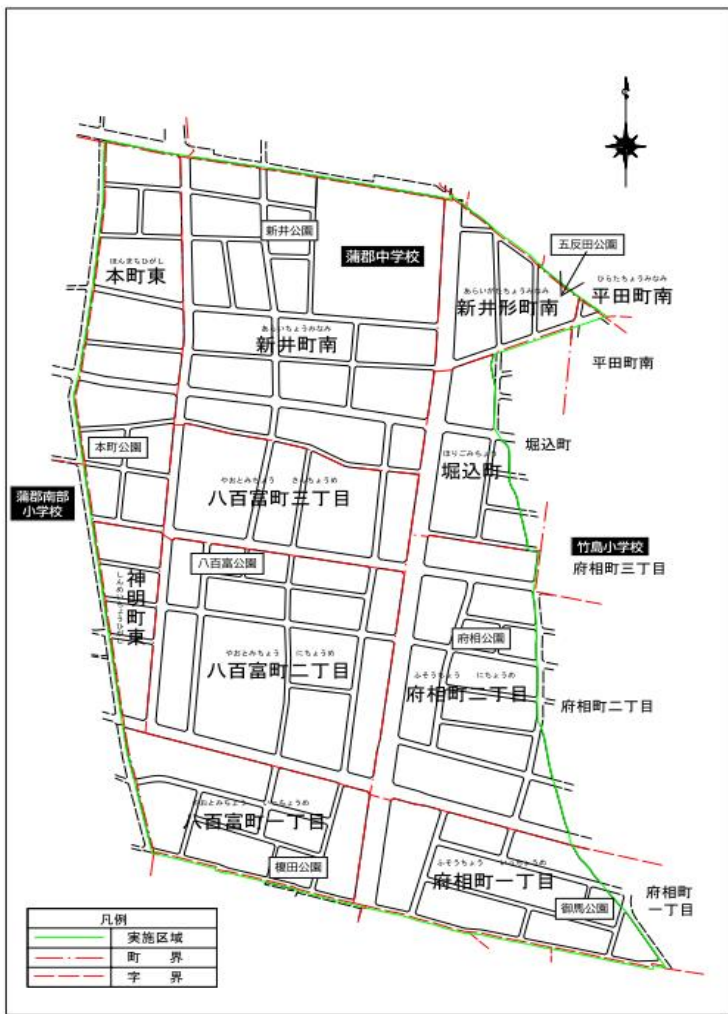 新井公園
蒲郡中学校
五反田公園
ほんまちひがし
本町東
あらいがたちょうみなみ
新井形町南
ひらたちょうみなみ
平田町南
あらいちょうみなみ
新井町南
平田町南
本町公園
ほりごみちょう
堀込町
堀込町
やおとみちょう さんちょうめ
八百富町三丁目
蒲郡南部
小学校
竹島小学校
府相町三丁目
八百富公園
しんめいちょうひがし
神明町東
府相公園
やおとみちょう にちょうめ
八百富町二丁目
ふそうちょう にちょうめ
府相町二丁目
府相町二丁目
やおとみちょう いっちょうめ
八百富町一丁目
榎田公園
ふそうちょう いっちょうめ
府相町一丁目
御馬公園
府相町
一丁目
凡例
実施区域
町 界
字 界